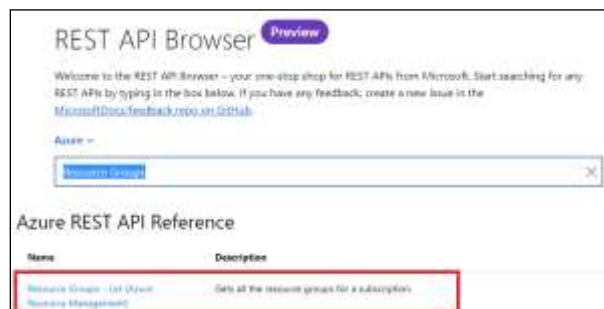 REST API Browser Preview
Welcome to the REST API Browser – your one-stop shop for REST APIs from Microsoft. Start searching for any
REST APIs by typing in the box below. If you have any feedback, create a new issue in the
MicrosoftDocs/feedback repo on GitHub.
Azure
Resource Groups
Azure REST API Reference
Name Description
Resource Groups - List (Azure Gets all the resource groups for a subscription.
Resource Management)